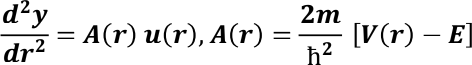 d²y/dr² = A(r) u(r), A(r) = 2m/ħ² [V(r) − E]